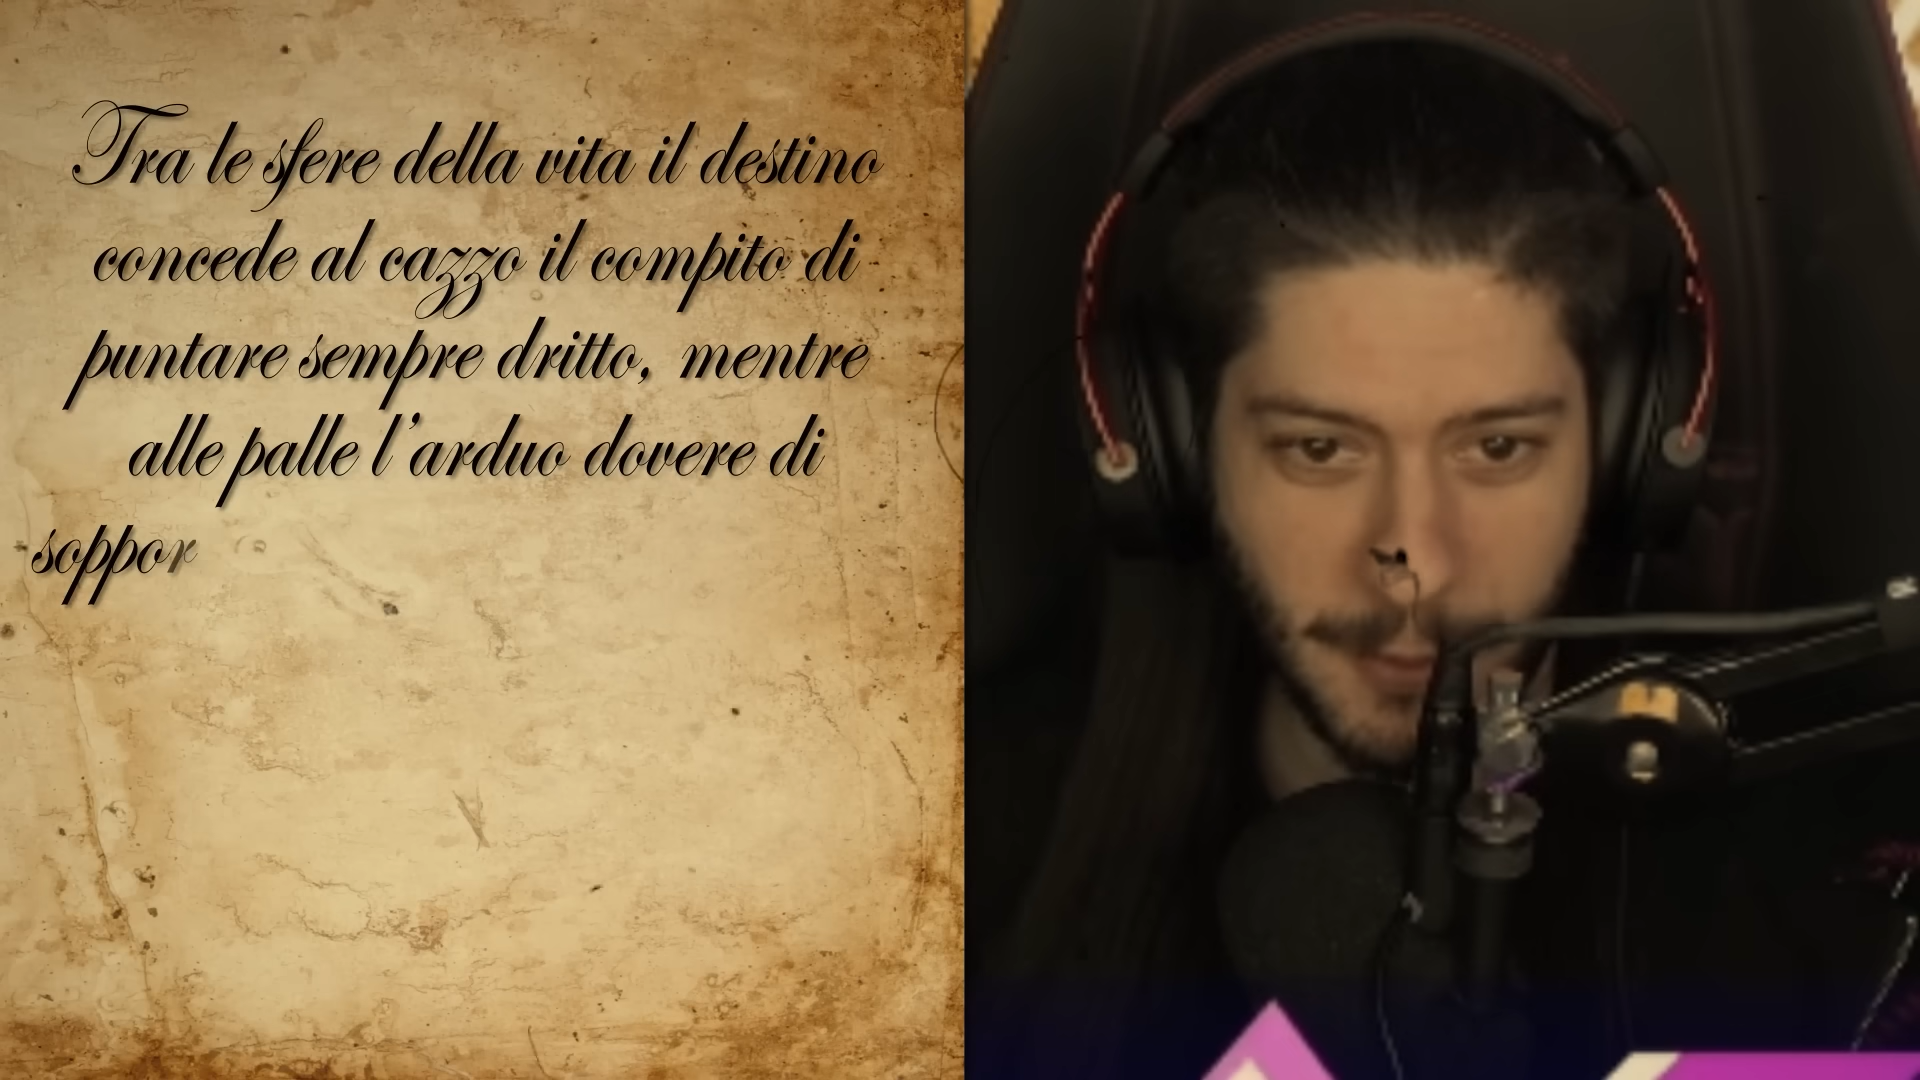 Tra le sfere della vita il destino
concede al cazzo il compito di
puntare sempre dritto, mentre
alle palle l'arduo dovere di
soppor